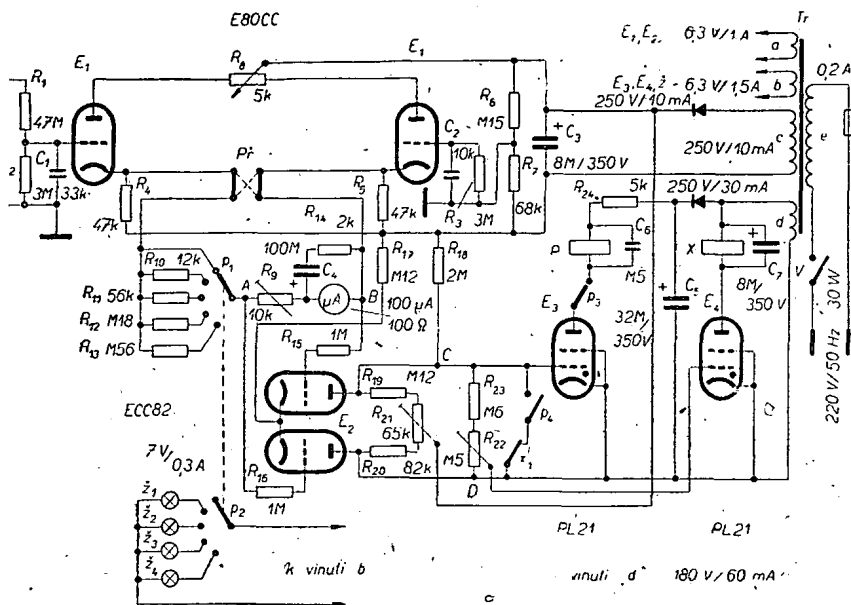 E80CC
Tr
E₁, E₂ 6,3 V/1 A
a
E₁
R₈
5k
E₁
E₃, E₄, ž - 6,3 V/1,5A
b
0,2 A
250 V/10 mA
R₁
47M
C₁
2
3M
33k
R₄
47k
Př
R₅
47k
C₂
10k
R₃
3M
R₆
M15
R₇
68k
+
C₃
8M/350V
c
e
250 V/10mA
R₂₄
5k
250 V/30 mA
d
R₁₄
2k
100M
C₄
+
R₁₀
12k
p₁
R₁₁ 56k
R₁₂ M18
R₁₃ M56
A
R₉
10k
μA
B
100 μA
100 Ω
R₁₇
M12
R₁₈
2M
P
C₆
M5
X
+
C₇
8M/
350 V
V
30 W
220 V/50 Hz
E₃
p₃
+
C₅
32M/
350V
E₄
R₁₅
1M
C
ECC82
R₁₉
M12
E₂
R₂₁
65k
R₂₀
82k
R₂₃
M6
M5
R₂₂
D
p₄
7 V/
0,3 A
R₁₆
1M
ž₁
ž₂
ž₃
ž₄
p₂
PL21
PL21
k vinutí b
vinutí d
180 V/60 mA